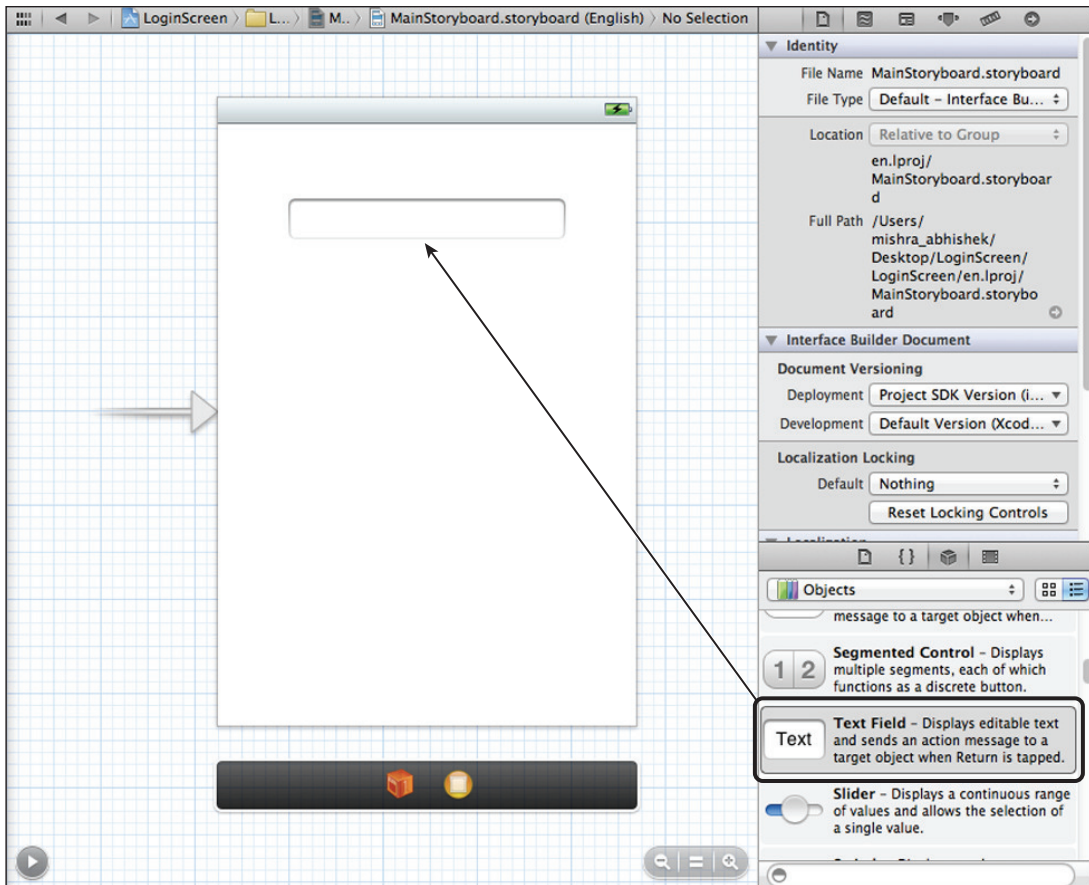 LoginScreen
L...
M..
MainStoryboard.storyboard (English)
No Selection
Identity
File Name MainStoryboard.storyboard
File Type Default – Interface Bu...
Location Relative to Group
en.lproj/
MainStoryboard.storyboar
d
Full Path /Users/
mishra_abhishek/
Desktop/LoginScreen/
LoginScreen/en.lproj/
MainStoryboard.storybo
ard
Interface Builder Document
Document Versioning
Deployment Project SDK Version (i...
Development Default Version (Xcod...
Localization Locking
Default Nothing
Reset Locking Controls
Localization
{ }
Objects
message to a target object when...
1 2
Segmented Control – Displays
multiple segments, each of which
functions as a discrete button.
Text
Text Field – Displays editable text
and sends an action message to a
target object when Return is tapped.
Slider – Displays a continuous range
of values and allows the selection of
a single value.